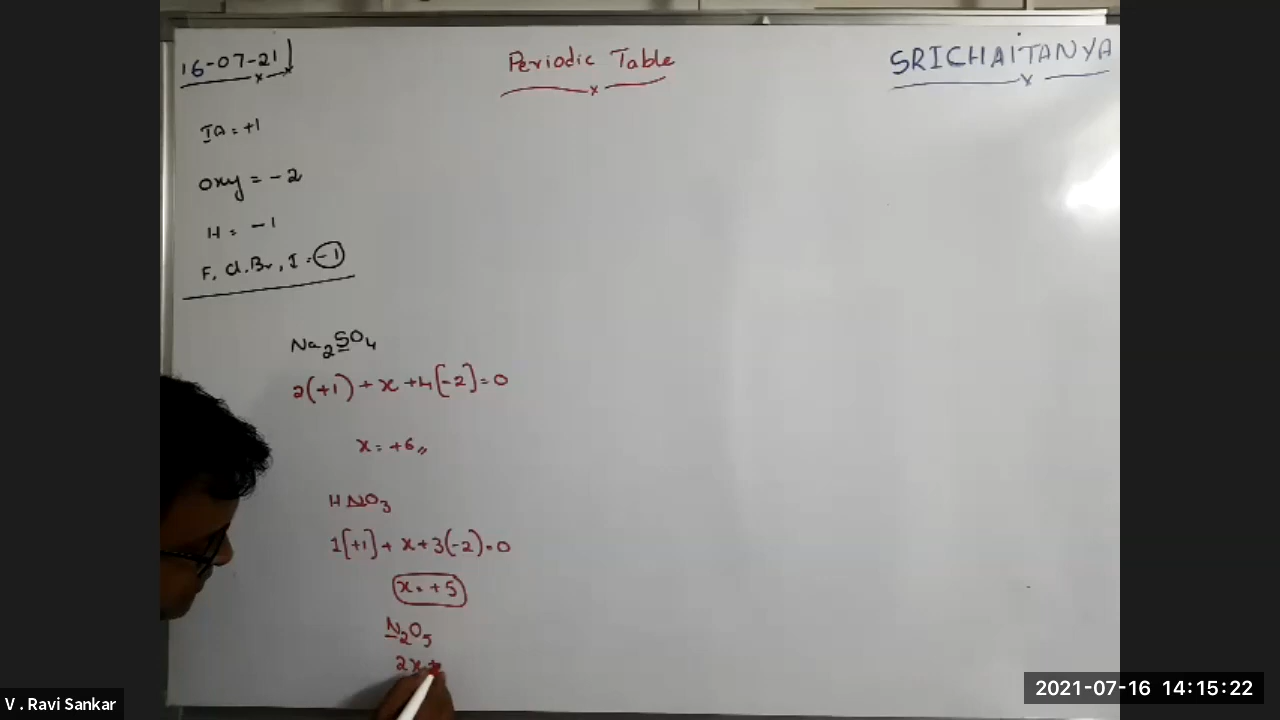 16-07-21
Periodic Table
SRICHAITANYA
IA = +1
oxy = -2
H = -1
F, Cl, Br, I = -1
Na2SO4
2(+1) + x + 4[-2] = 0
x = +6
HNO3
1[+1] + x + 3(-2) = 0
x = +5
N2O5
2x +
V . Ravi Sankar
2021-07-16 14:15:22